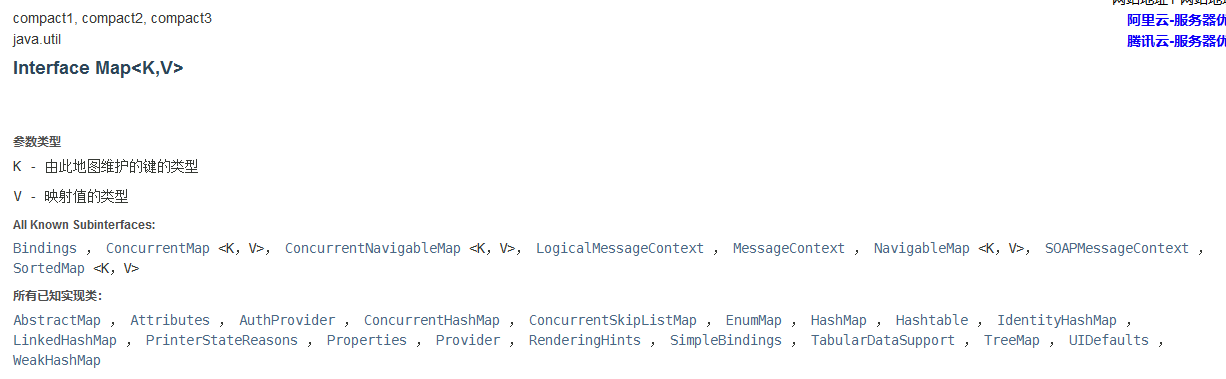 compact1, compact2, compact3
java.util
Interface Map<K,V>
阿里云-服务器优
腾讯云-服务器优
参数类型
K - 由此地图维护的键的类型
V - 映射值的类型
All Known Subinterfaces:
Bindings , ConcurrentMap <K, V>, ConcurrentNavigableMap <K, V>, LogicalMessageContext , MessageContext , NavigableMap <K, V>, SOAPMessageContext ,
SortedMap <K, V>
所有已知实现类:
AbstractMap , Attributes , AuthProvider , ConcurrentHashMap , ConcurrentSkipListMap , EnumMap , HashMap , Hashtable , IdentityHashMap ,
LinkedHashMap , PrinterStateReasons , Properties , Provider , RenderingHints , SimpleBindings , TabularDataSupport , TreeMap , UIDefaults ,
WeakHashMap